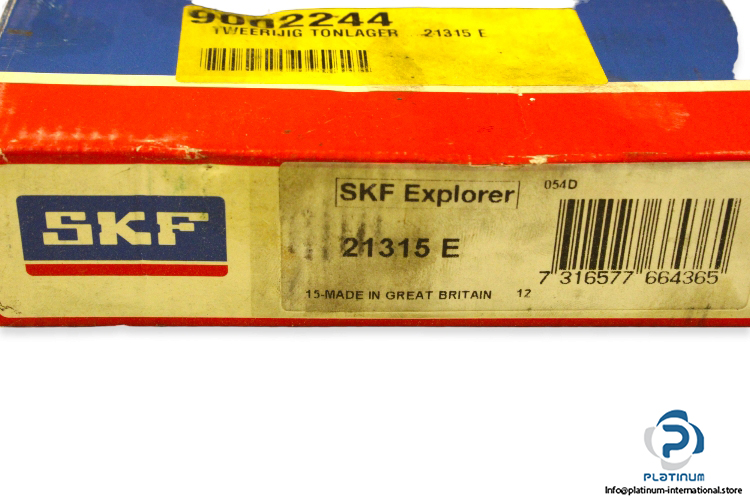 9082244
TWEERIJIG TONLAGER 21315 E
SKF
SKF Explorer
054D
21315 E
7 316577 664365
15-MADE IN GREAT BRITAIN 12
PLATINUM
Info@platinum-international.store